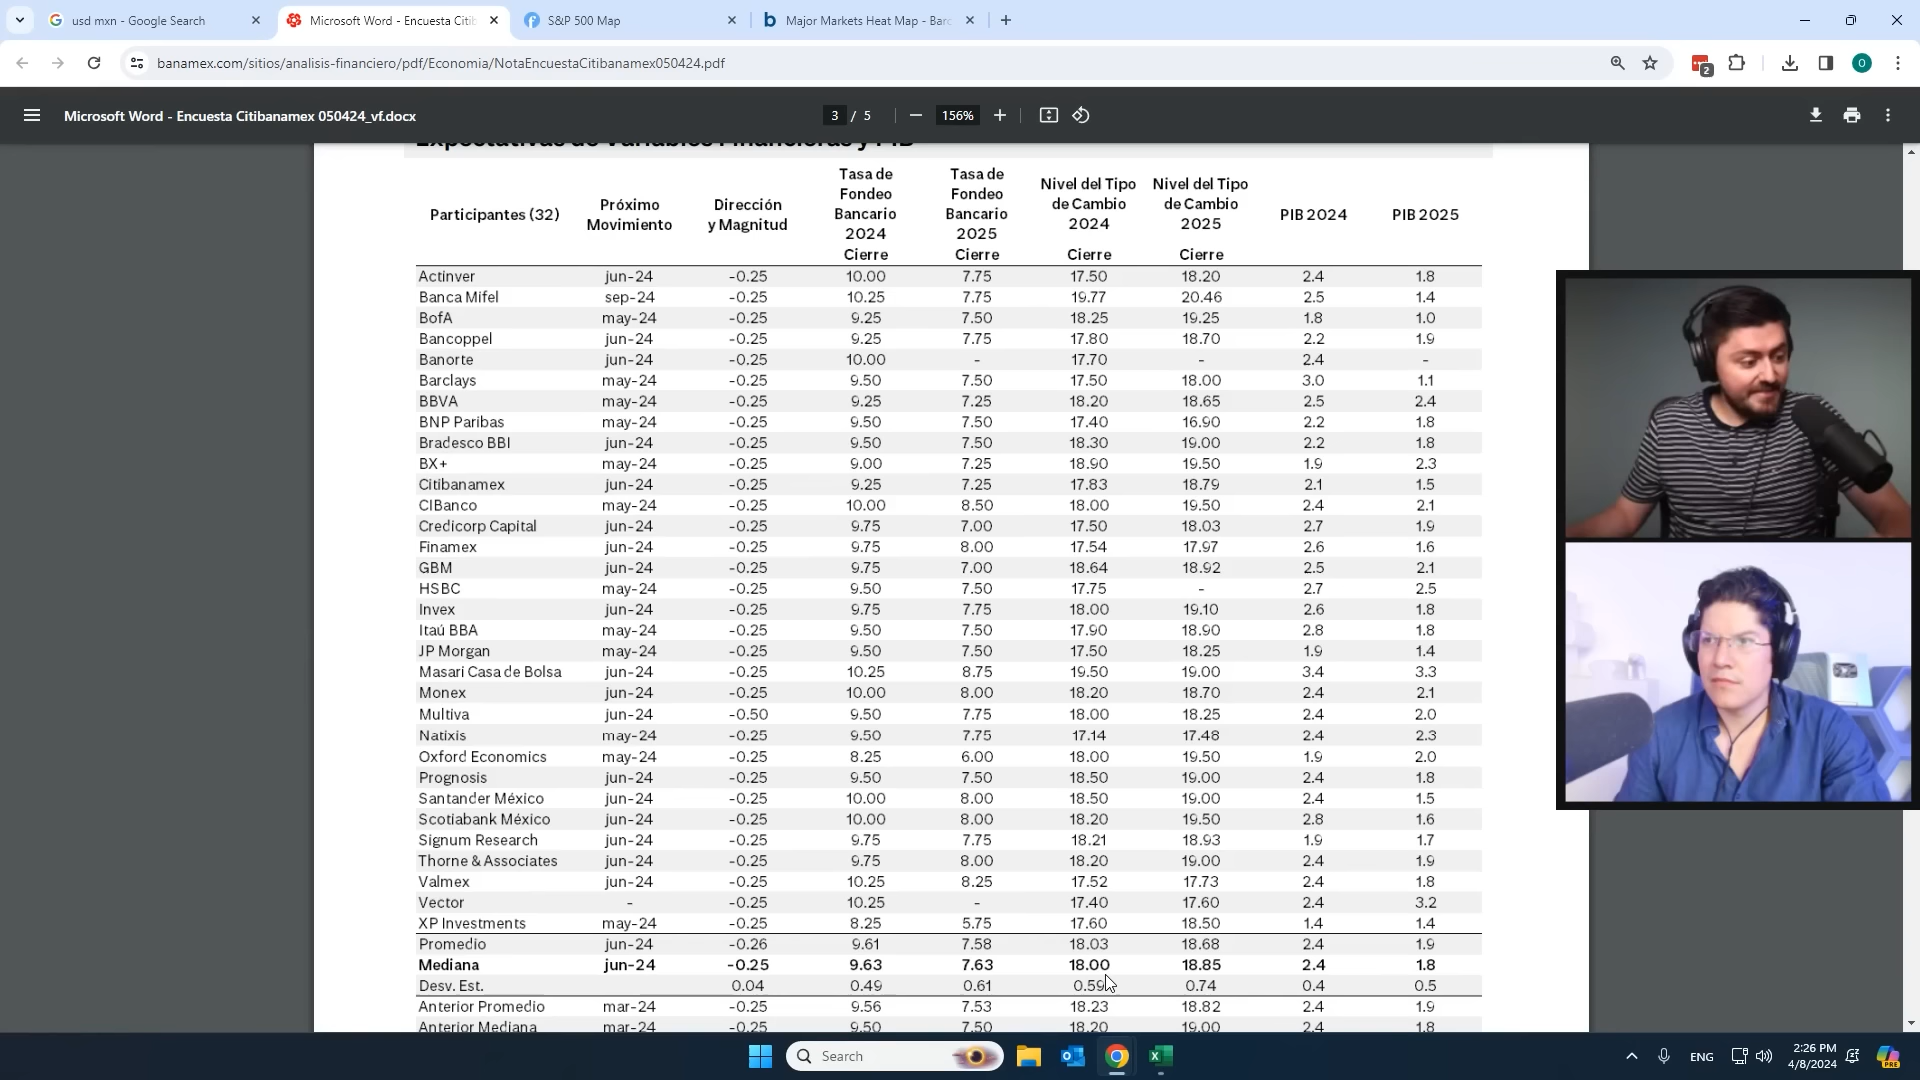 usd mxn - Google Search
Microsoft Word - Encuesta Citib
S&P 500 Map
Major Markets Heat Map - Barc
banamex.com/sitios/analisis-financiero/pdf/Economia/NotaEncuestaCitibanamex050424.pdf
2
O
Microsoft Word - Encuesta Citibanamex 050424_vf.docx
3 / 5
156%
Expectativas de Variables Financieras y PIB
Participantes (32) Próximo Movimiento Dirección y Magnitud Tasa de Fondeo Bancario 2024 Cierre Tasa de Fondeo Bancario 2025 Cierre Nivel del Tipo de Cambio 2024 Cierre Nivel del Tipo de Cambio 2025 Cierre PIB 2024 PIB 2025
Actinver jun-24 -0.25 10.00 7.75 17.50 18.20 2.4 1.8
Banca Mifel sep-24 -0.25 10.25 7.75 19.77 20.46 2.5 1.4
BofA may-24 -0.25 9.25 7.50 18.25 19.25 1.8 1.0
Bancoppel jun-24 -0.25 9.25 7.75 17.80 18.70 2.2 1.9
Banorte jun-24 -0.25 10.00 - 17.70 - 2.4 -
Barclays may-24 -0.25 9.50 7.50 17.50 18.00 3.0 1.1
BBVA may-24 -0.25 9.25 7.25 18.20 18.65 2.5 2.4
BNP Paribas may-24 -0.25 9.50 7.50 17.40 16.90 2.2 1.8
Bradesco BBI jun-24 -0.25 9.50 7.50 18.30 19.00 2.2 1.8
BX+ may-24 -0.25 9.00 7.25 18.90 19.50 1.9 2.3
Citibanamex jun-24 -0.25 9.25 7.25 17.83 18.79 2.1 1.5
CIBanco may-24 -0.25 10.00 8.50 18.00 19.50 2.4 2.1
Credicorp Capital jun-24 -0.25 9.75 7.00 17.50 18.03 2.7 1.9
Finamex jun-24 -0.25 9.75 8.00 17.54 17.97 2.6 1.6
GBM jun-24 -0.25 9.75 7.00 18.64 18.92 2.5 2.1
HSBC may-24 -0.25 9.50 7.50 17.75 - 2.7 2.5
Invex jun-24 -0.25 9.75 7.75 18.00 19.10 2.6 1.8
Itaú BBA may-24 -0.25 9.50 7.50 17.90 18.90 2.8 1.8
JP Morgan may-24 -0.25 9.50 7.50 17.50 18.25 1.9 1.4
Masari Casa de Bolsa jun-24 -0.25 10.25 8.75 19.50 19.00 3.4 3.3
Monex jun-24 -0.25 10.00 8.00 18.20 18.70 2.4 2.1
Multiva jun-24 -0.50 9.50 7.75 18.00 18.25 2.4 2.0
Natixis may-24 -0.25 9.50 7.75 17.14 17.48 2.4 2.3
Oxford Economics may-24 -0.25 8.25 6.00 18.00 19.50 1.9 2.0
Prognosis jun-24 -0.25 9.50 7.50 18.50 19.00 2.4 1.8
Santander México jun-24 -0.25 10.00 8.00 18.50 19.00 2.4 1.5
Scotiabank México jun-24 -0.25 10.00 8.00 18.20 19.50 2.8 1.6
Signum Research jun-24 -0.25 9.75 7.75 18.21 18.93 1.9 1.7
Thorne & Associates jun-24 -0.25 9.75 8.00 18.20 19.00 2.4 1.9
Valmex jun-24 -0.25 10.25 8.25 17.52 17.73 2.4 1.8
Vector - -0.25 10.25 - 17.40 17.60 2.4 3.2
XP Investments may-24 -0.25 8.25 5.75 17.60 18.50 1.4 1.4
Promedio jun-24 -0.26 9.61 7.58 18.03 18.68 2.4 1.9
Mediana jun-24 -0.25 9.63 7.63 18.00 18.85 2.4 1.8
Desv. Est. 0.04 0.49 0.61 0.59 0.74 0.4 0.5
Anterior Promedio mar-24 -0.25 9.56 7.53 18.23 18.82 2.4 1.9
Anterior Mediana mar-24 -0.25 9.50 7.50 18.20 19.00 2.4 1.8
Search
ENG
2:26 PM
4/8/2024
PRE